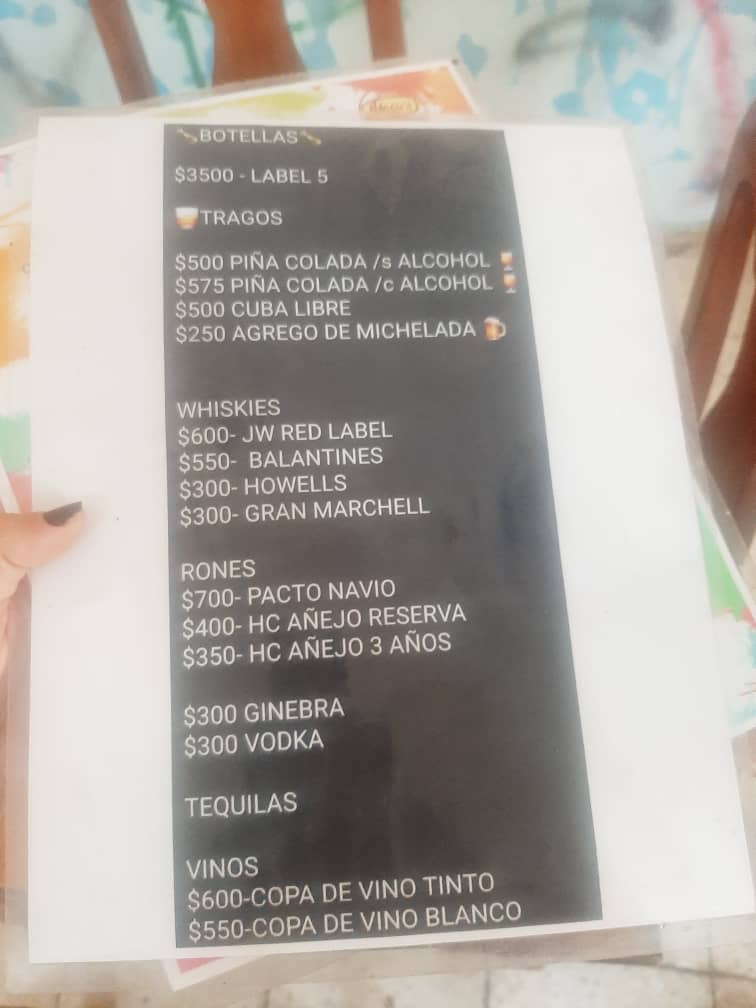 BOTELLAS
$3500 - LABEL 5
TRAGOS
$500 PIÑA COLADA /s ALCOHOL
$575 PIÑA COLADA /c ALCOHOL
$500 CUBA LIBRE
$250 AGREGO DE MICHELADA
WHISKIES
$600- JW RED LABEL
$550- BALANTINES
$300- HOWELLS
$300- GRAN MARCHELL
RONES
$700- PACTO NAVIO
$400- HC AÑEJO RESERVA
$350- HC AÑEJO 3 AÑOS
$300 GINEBRA
$300 VODKA
TEQUILAS
VINOS
$600-COPA DE VINO TINTO
$550-COPA DE VINO BLANCO